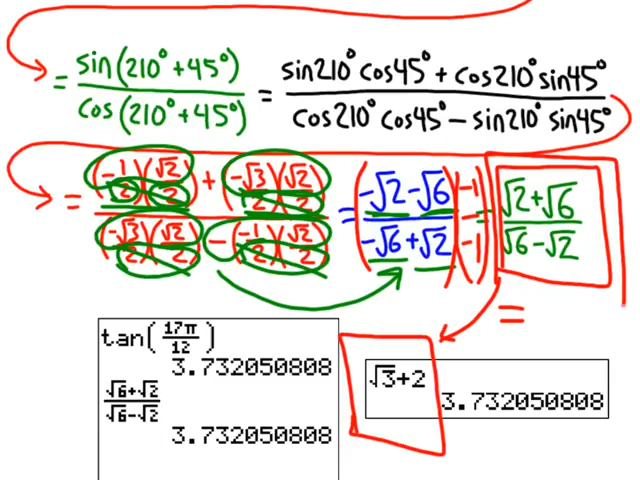 = sin(210°+45°)/cos(210°+45°) = (sin210° cos45° + cos210° sin45°)/(cos210° cos45° − sin210° sin45°)
= ((-1/2)(√2/2) + (-√3/2)(√2/2))/((-√3/2)(√2/2) − (-1/2)(√2/2)) = ((-√2 -√6)/(-√6 +√2))(-1/-1) = (√2+√6)/(√6-√2)
=
tan(17π/12)
3.732050808
(√6+√2)/(√6-√2)
3.732050808
√3+2
3.732050808